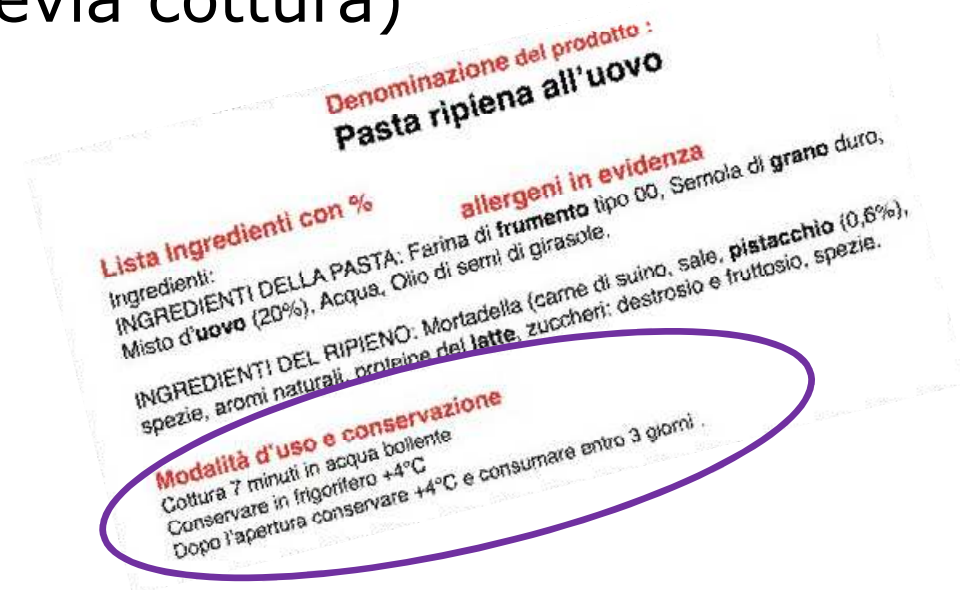 evia cottura)
Denominazione del prodotto :
Pasta ripiena all'uovo
Lista Ingredienti con % allergeni in evidenza
Ingredienti:
INGREDIENTI DELLA PASTA: Farina di frumento tipo 00, Semola di grano duro,
Misto d'uovo (20%), Acqua, Olio di semi di girasole.
INGREDIENTI DEL RIPIENO: Mortadella (carne di suino, sale, pistacchio (0,6%),
spezie, aromi naturali, proteine del latte, zuccheri: destrosio e fruttosio, spezie.
Modalità d'uso e conservazione
Cottura 7 minuti in acqua bollente
Conservare in frigorifero +4°C
Dopo l'apertura conservare +4°C e consumare entro 3 giorni .